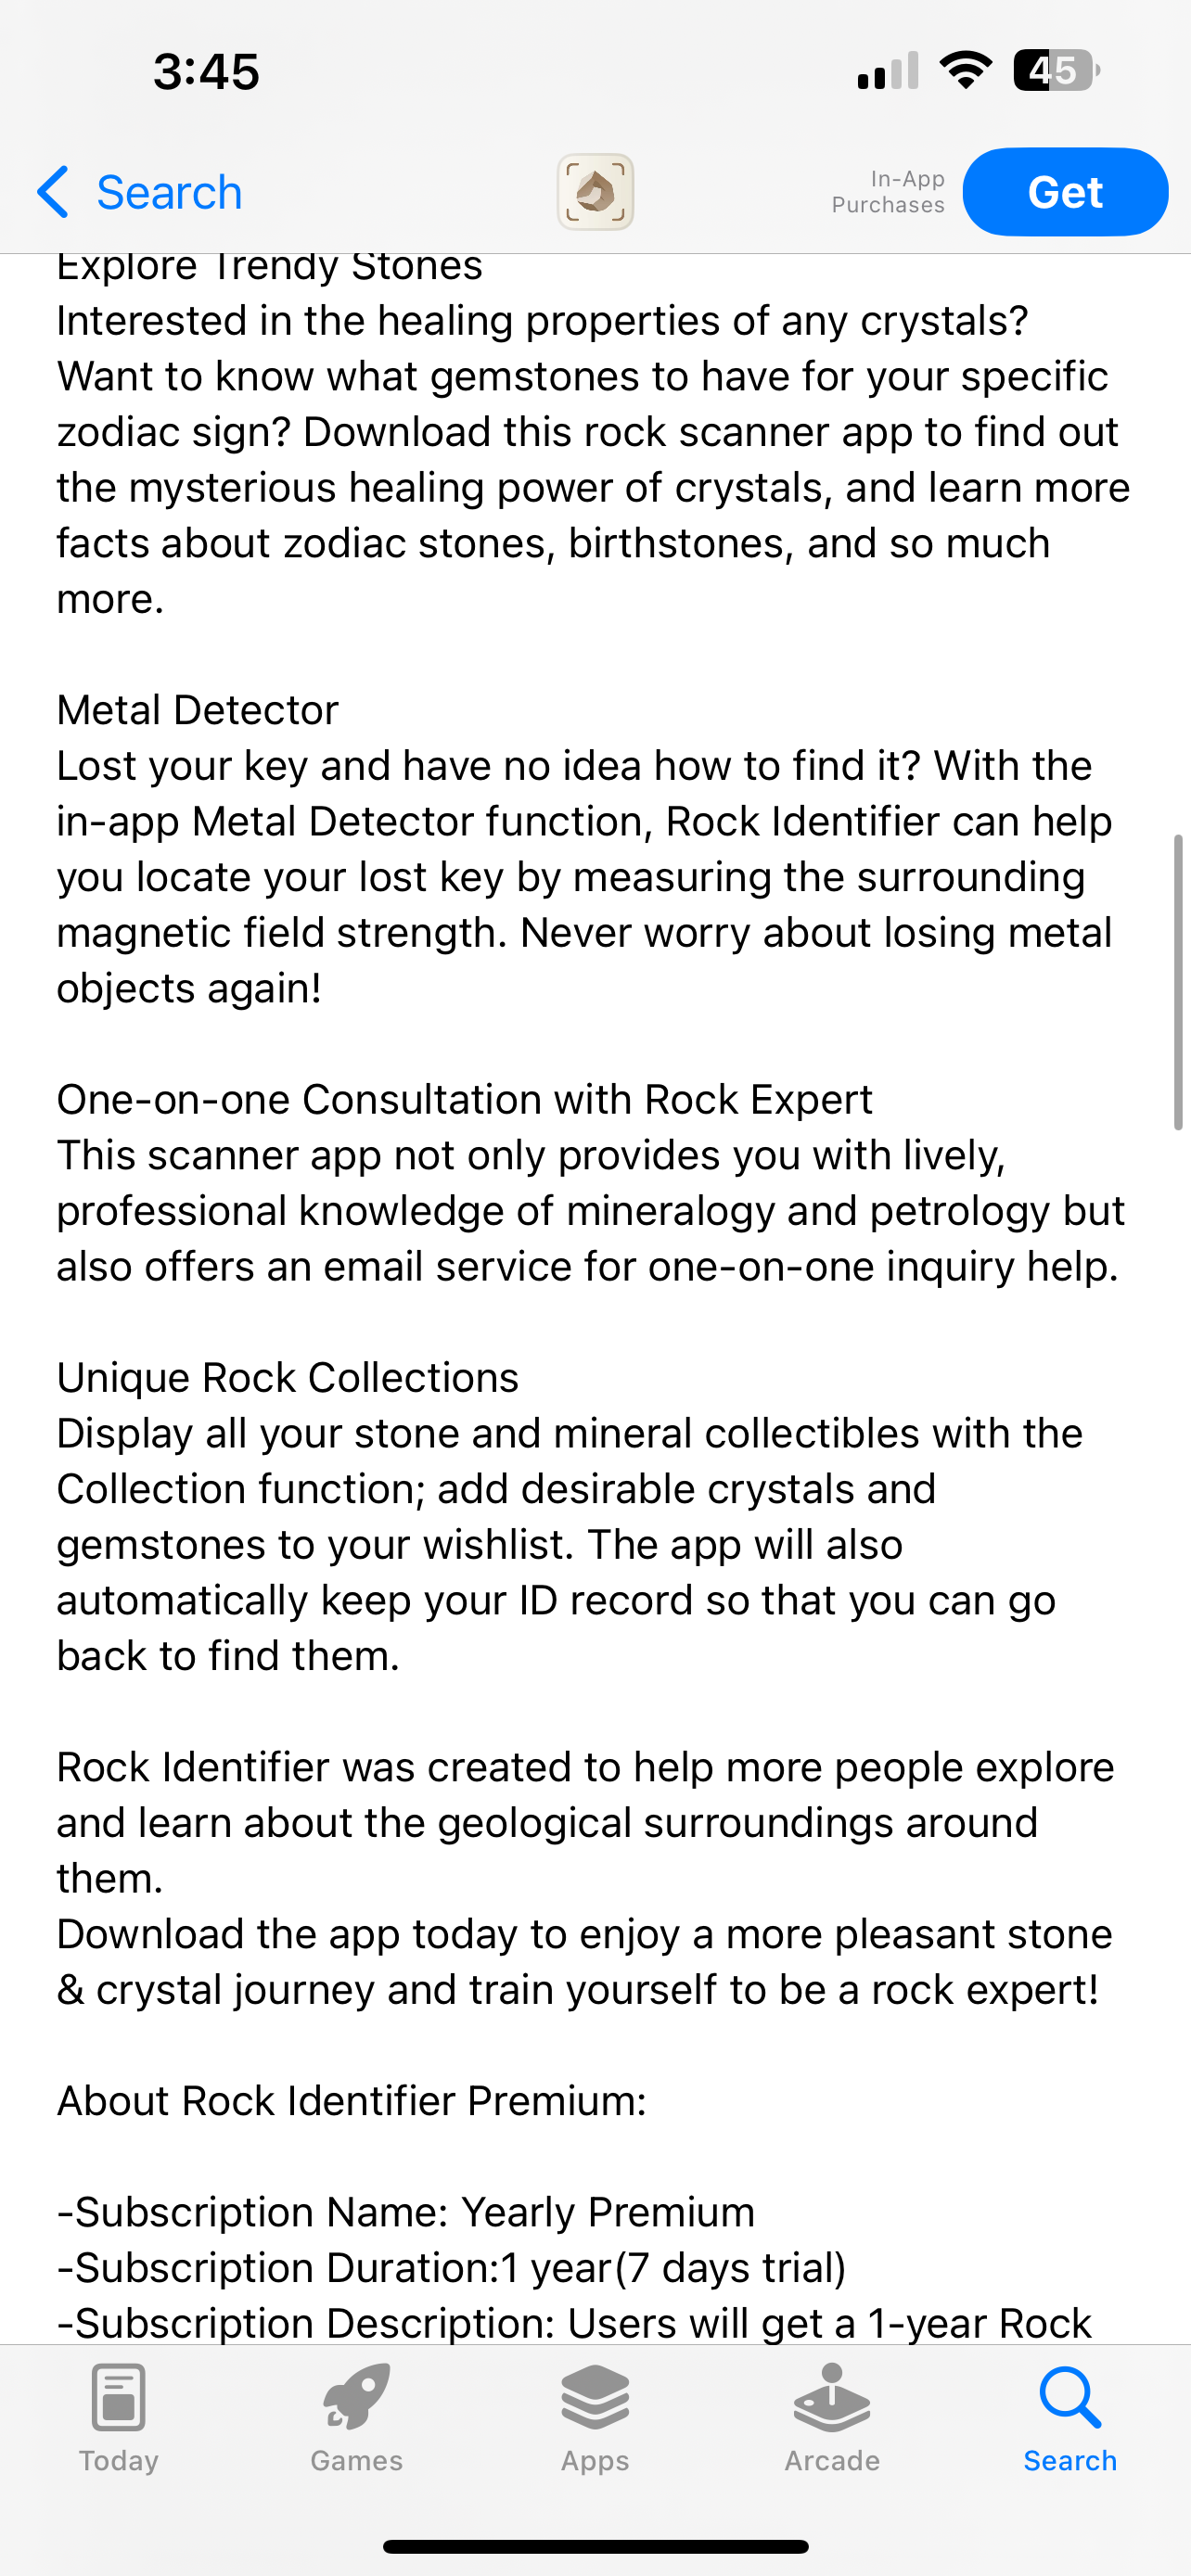 3:45
45
Search
In-App
Purchases
Get
Explore Trendy Stones
Interested in the healing properties of any crystals?
Want to know what gemstones to have for your specific
zodiac sign? Download this rock scanner app to find out
the mysterious healing power of crystals, and learn more
facts about zodiac stones, birthstones, and so much
more.
Metal Detector
Lost your key and have no idea how to find it? With the
in-app Metal Detector function, Rock Identifier can help
you locate your lost key by measuring the surrounding
magnetic field strength. Never worry about losing metal
objects again!
One-on-one Consultation with Rock Expert
This scanner app not only provides you with lively,
professional knowledge of mineralogy and petrology but
also offers an email service for one-on-one inquiry help.
Unique Rock Collections
Display all your stone and mineral collectibles with the
Collection function; add desirable crystals and
gemstones to your wishlist. The app will also
automatically keep your ID record so that you can go
back to find them.
Rock Identifier was created to help more people explore
and learn about the geological surroundings around
them.
Download the app today to enjoy a more pleasant stone
& crystal journey and train yourself to be a rock expert!
About Rock Identifier Premium:
-Subscription Name: Yearly Premium
-Subscription Duration:1 year(7 days trial)
-Subscription Description: Users will get a 1-year Rock
Today
Games
Apps
Arcade
Search